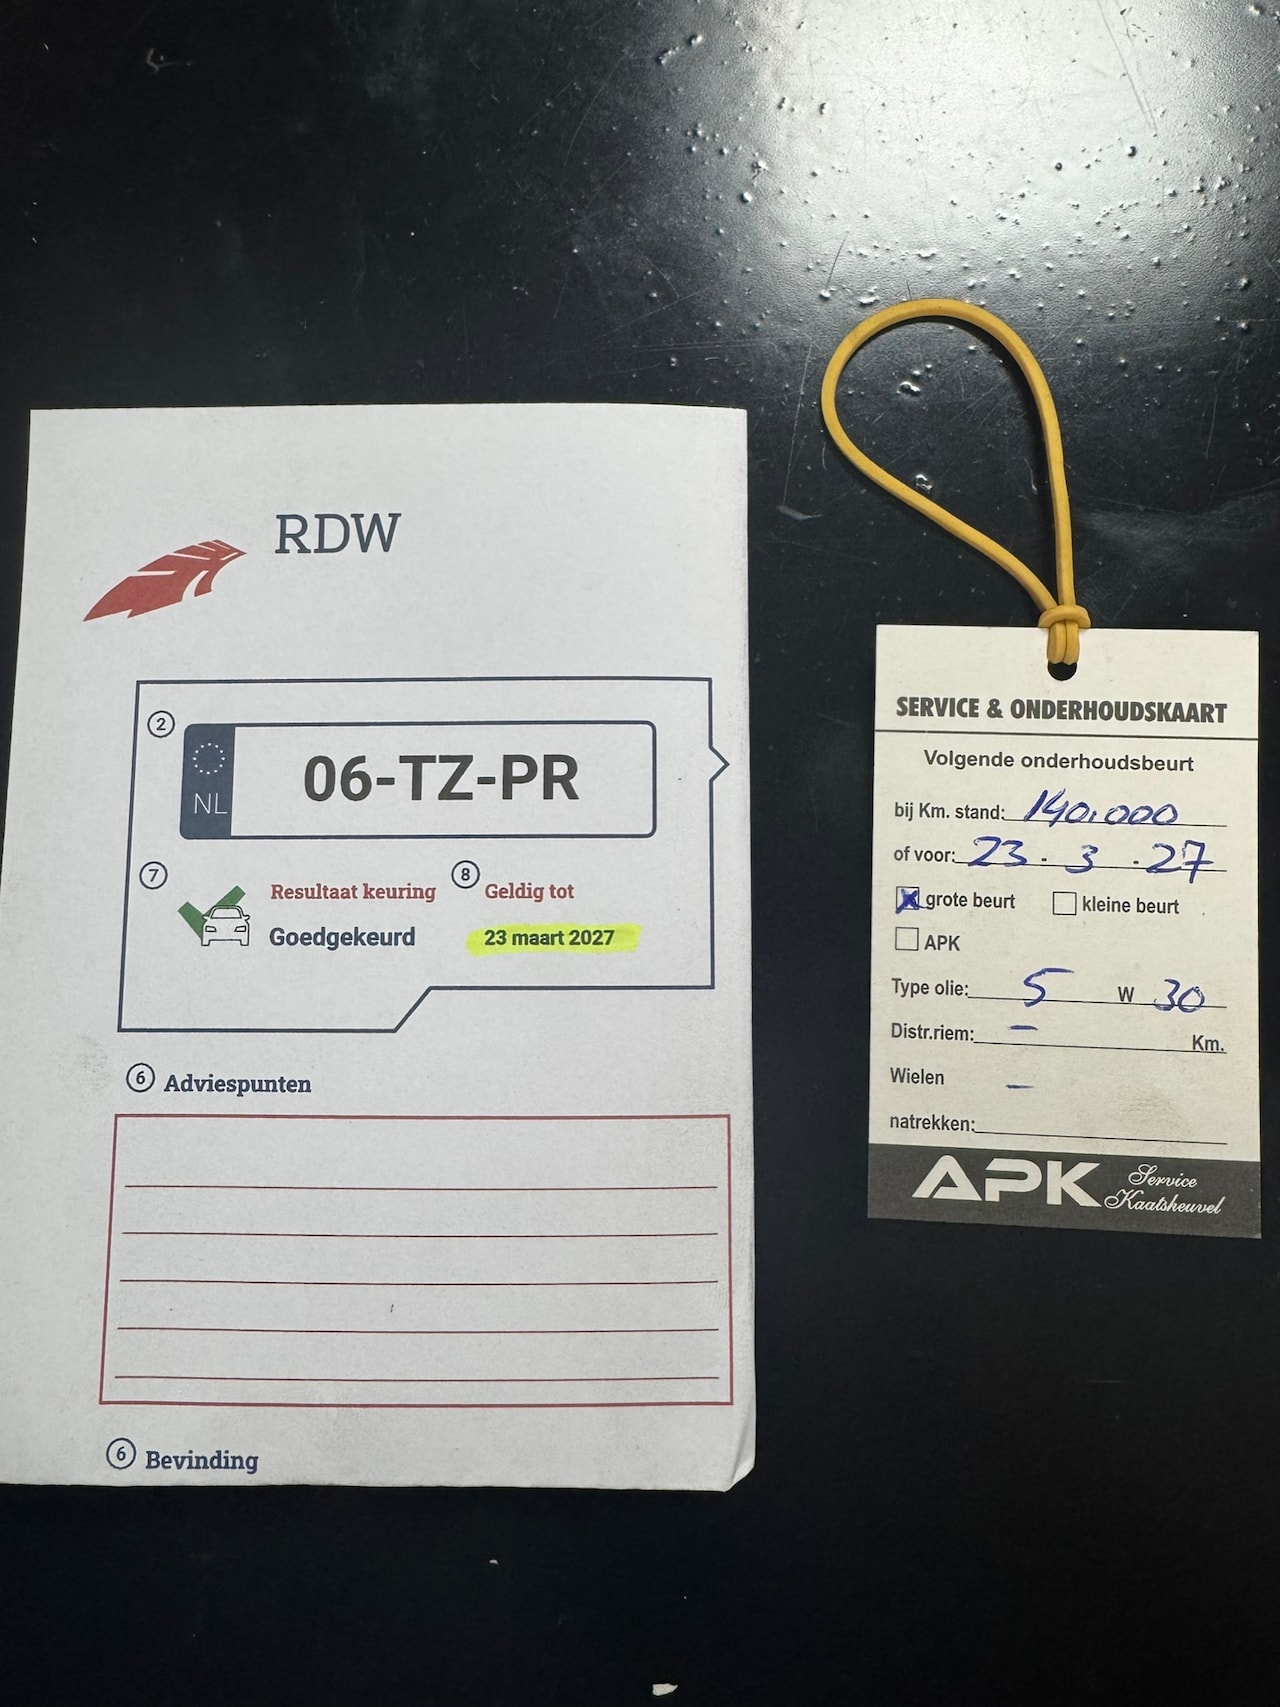 RDW
2
NL
06-TZ-PR
7
Resultaat keuring
Goedgekeurd
8
Geldig tot
23 maart 2027
6 Adviespunten
6 Bevinding
SERVICE & ONDERHOUDSKAART
Volgende onderhoudsbeurt
bij Km. stand: 140.000
of voor: 23 - 3 - 27
grote beurt kleine beurt
APK
Type olie: 5 W 30
Distr.riem: – Km.
Wielen –
natrekken:
APK Service
Kaatsheuvel